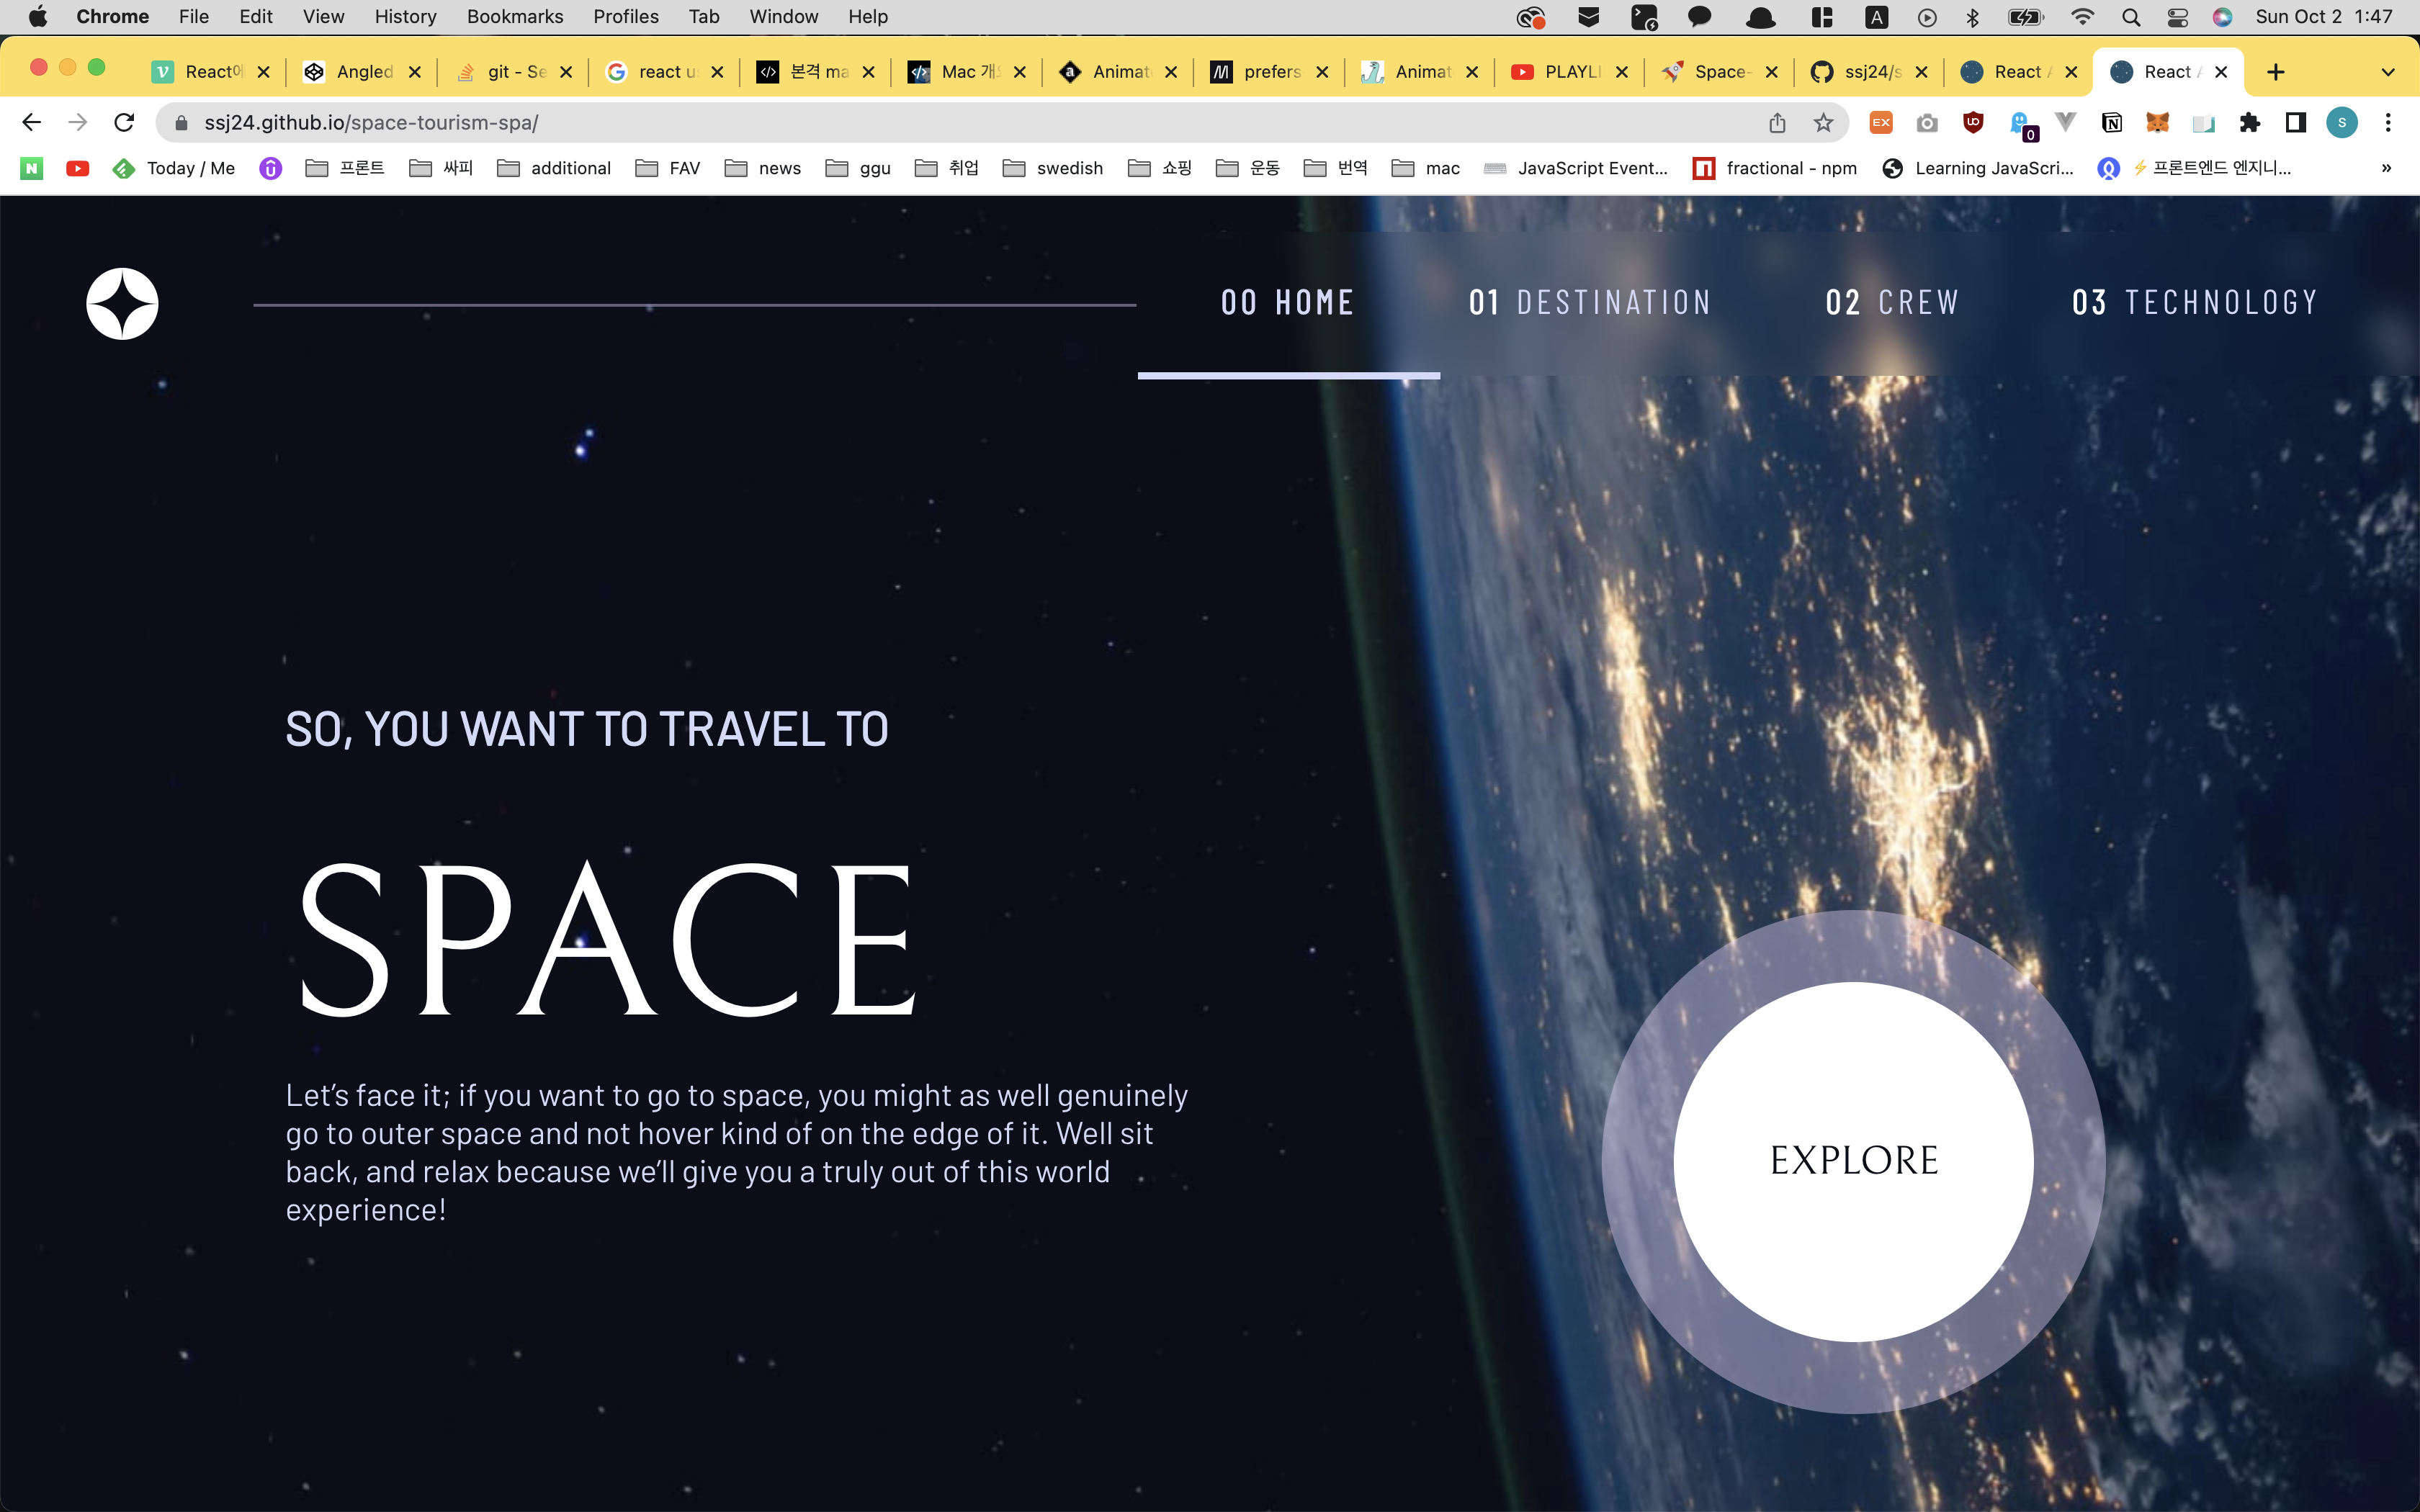 Chrome File Edit View History Bookmarks Profiles Tab Window Help A Sun Oct 2 1:47
React Angled git - Se react u 본격 ma Mac Animat prefers Animat PLAYLI Space- ssj24/s React React
ssj24.github.io/space-tourism-spa/ EX 0 S
N Today / Me 프론트 싸피 additional FAV news ggu 취업 swedish 쇼핑 운동 번역 mac JavaScript Event... fractional - npm Learning JavaScri... ⚡ 프론트엔드 엔지니... »
00 HOME 01 DESTINATION 02 CREW 03 TECHNOLOGY
SO, YOU WANT TO TRAVEL TO
SPACE
Let’s face it; if you want to go to space, you might as well genuinely
go to outer space and not hover kind of on the edge of it. Well sit
back, and relax because we’ll give you a truly out of this world
experience!
EXPLORE